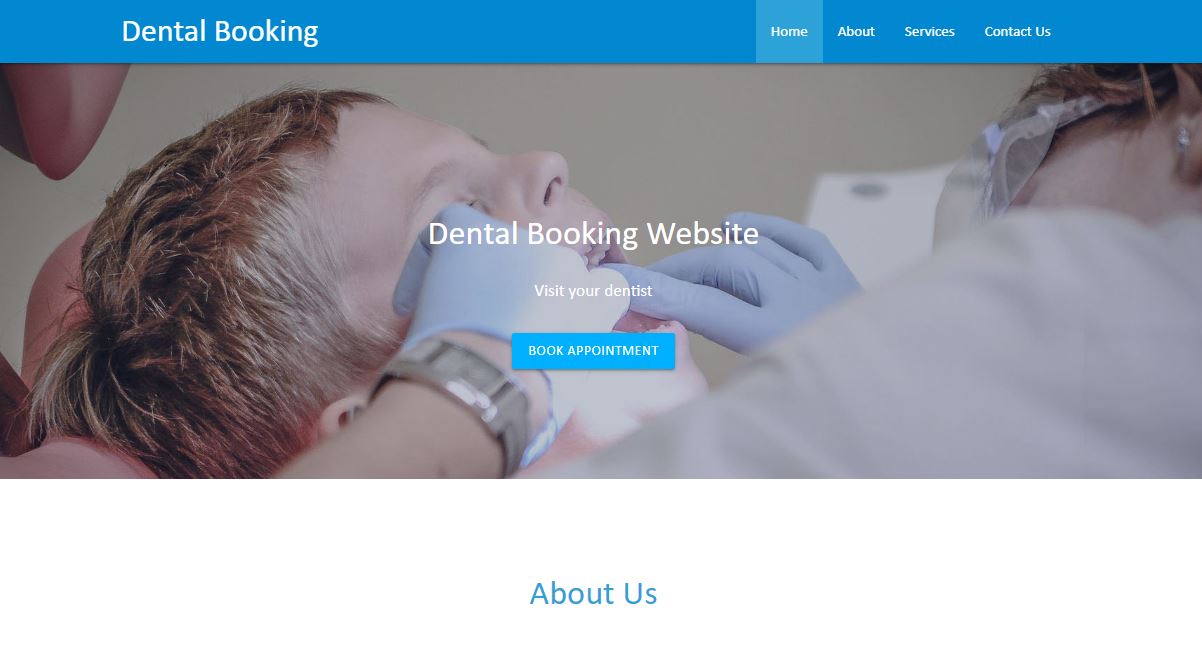 Dental Booking
Home About Services Contact Us
Dental Booking Website
Visit your dentist
BOOK APPOINTMENT
About Us